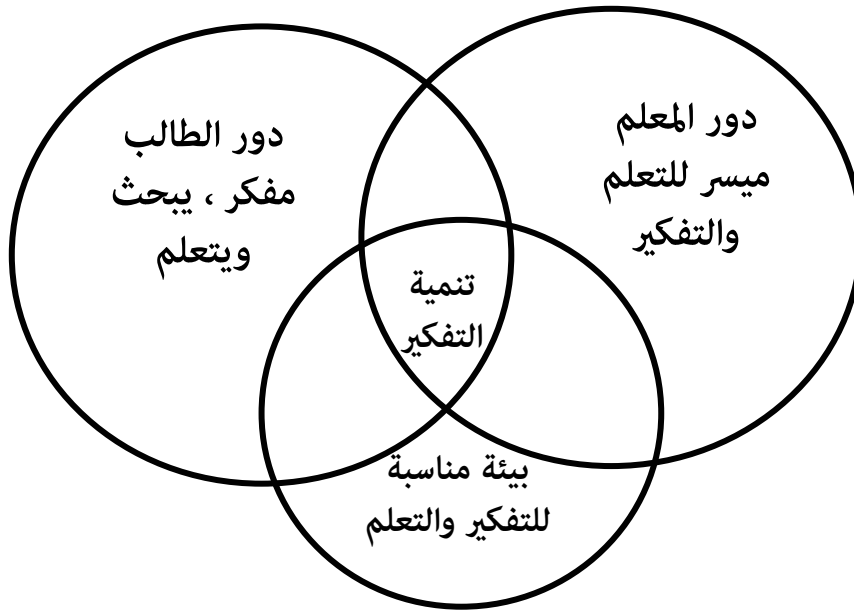 دور المعلم
ميسر للتعلم
والتفكير
دور الطالب
مفكر ، يبحث
ويتعلم
تنمية
التفكير
بيئة مناسبة
للتفكير والتعلم